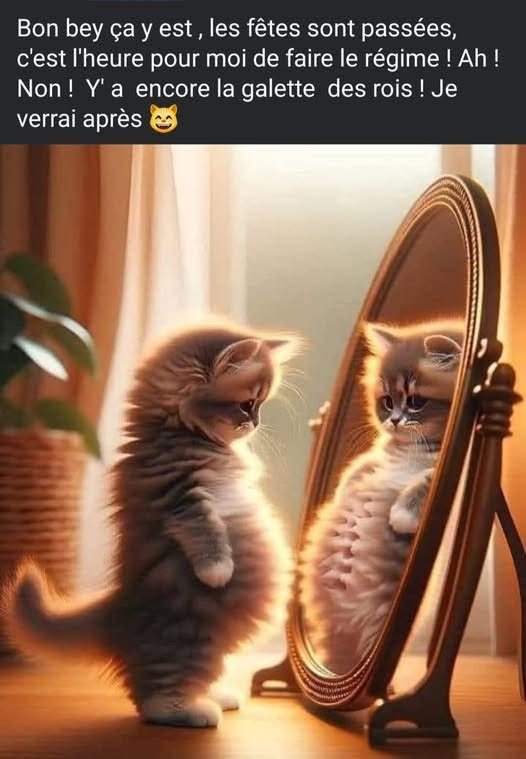 Bon bey ça y est , les fêtes sont passées,
c'est l'heure pour moi de faire le régime ! Ah !
Non ! Y' a encore la galette des rois ! Je
verrai après 😸